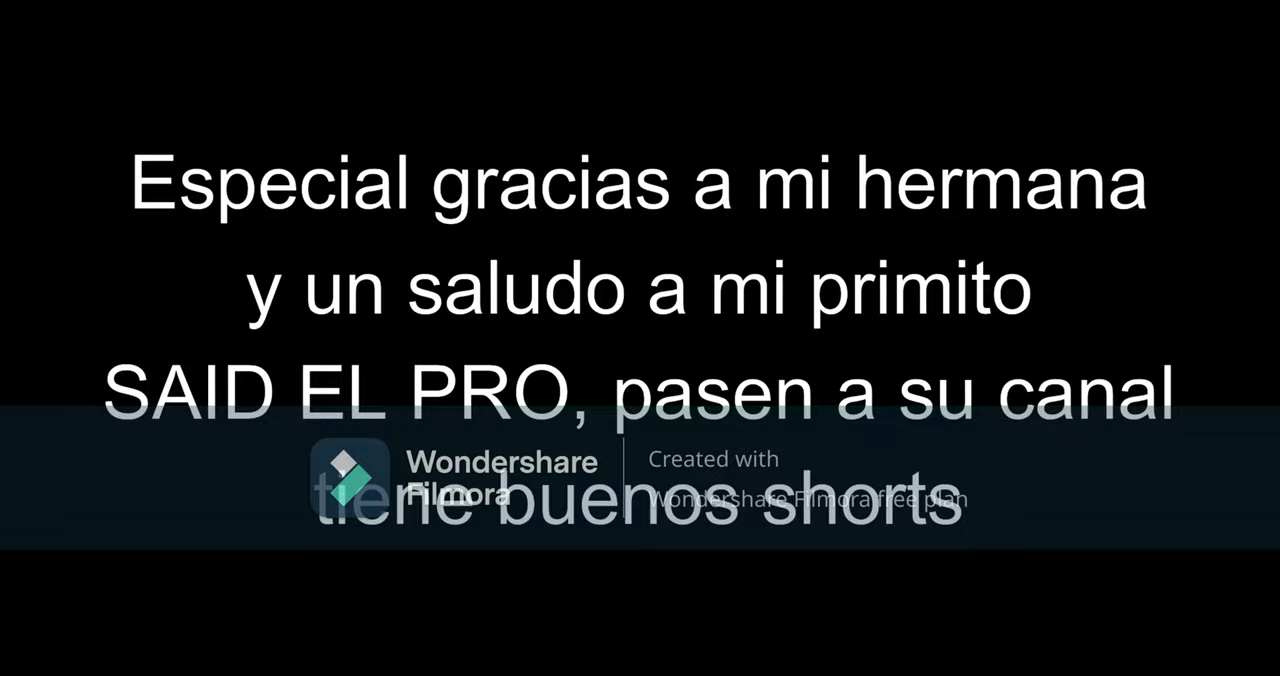 Especial gracias a mi hermana
y un saludo a mi primito
SAID EL PRO, pasen a su canal
Wondershare
Filmora
Created with
Wondershare Filmora free plan
tiene buenos shorts